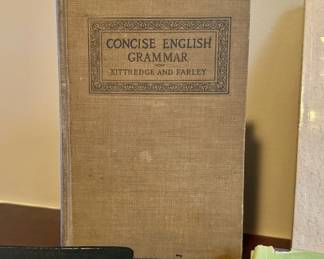 CONCISE ENGLISH
GRAMMAR
KITTREDGE AND FARLEY